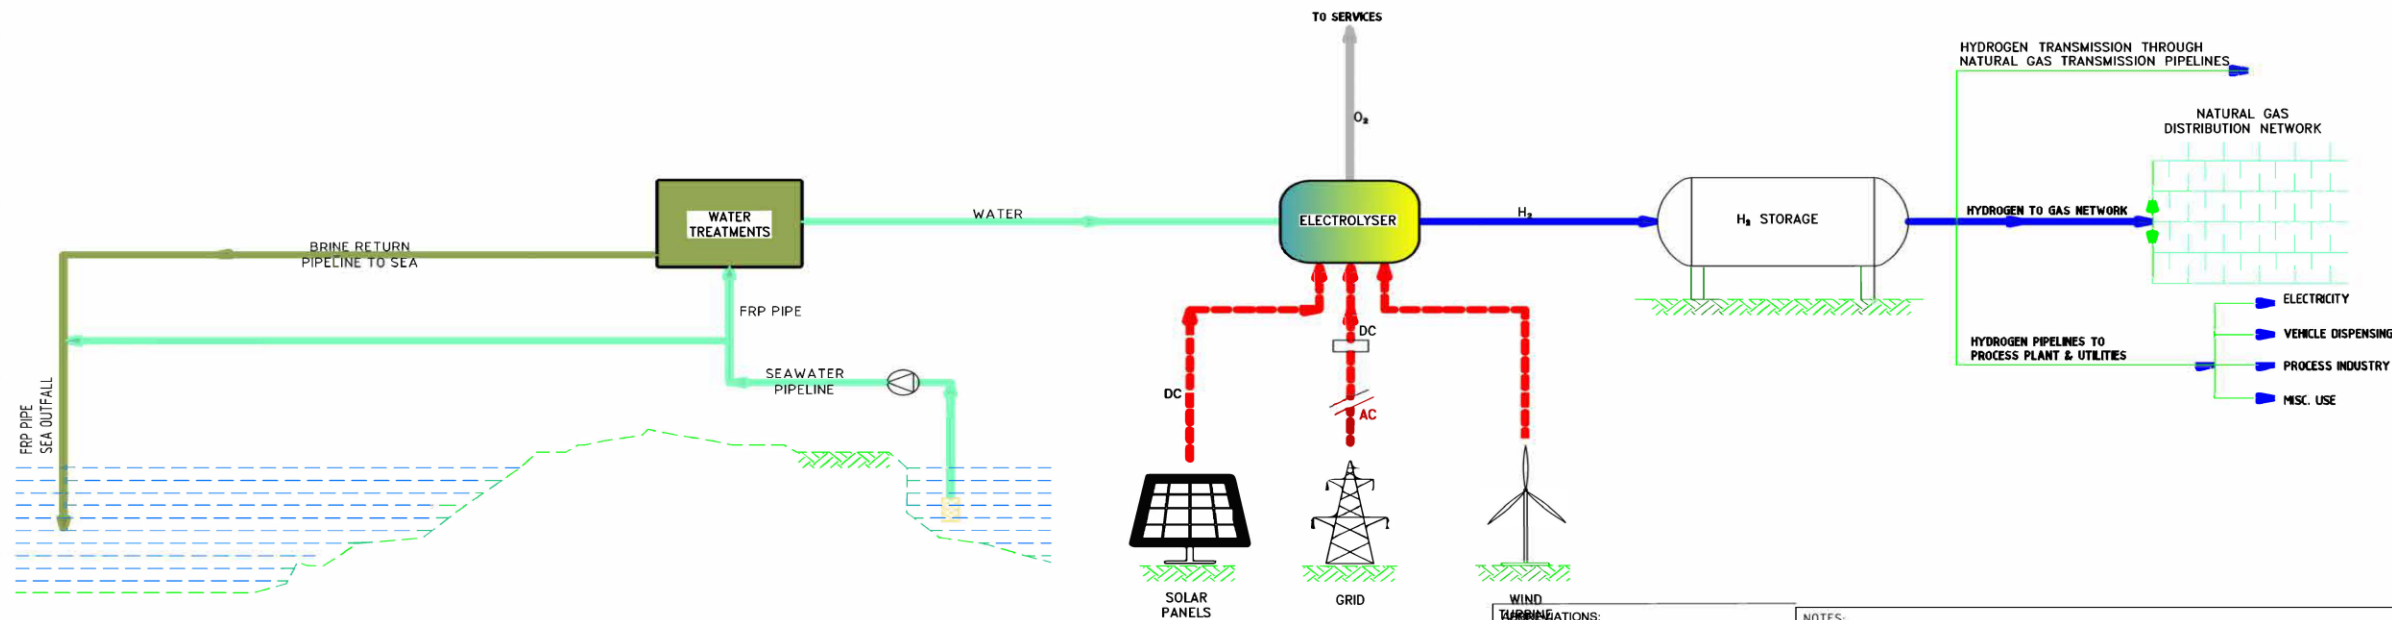 TO SERVICES
O₂
HYDROGEN TRANSMISSION THROUGH
NATURAL GAS TRANSMISSION PIPELINES
NATURAL GAS
DISTRIBUTION NETWORK
WATER
TREATMENTS
WATER
ELECTROLYSER
H₂
H₂ STORAGE
HYDROGEN TO GAS NETWORK
BRINE RETURN
PIPELINE TO SEA
FRP PIPE
SEAWATER
PIPELINE
FRP PIPE
SEA OUTFALL
DC
DC
AC
HYDROGEN PIPELINES TO
PROCESS PLANT & UTILITIES
ELECTRICITY
VEHICLE DISPENSING
PROCESS INDUSTRY
MISC. USE
SOLAR
PANELS
GRID
WIND
TURBINE
NOTES: